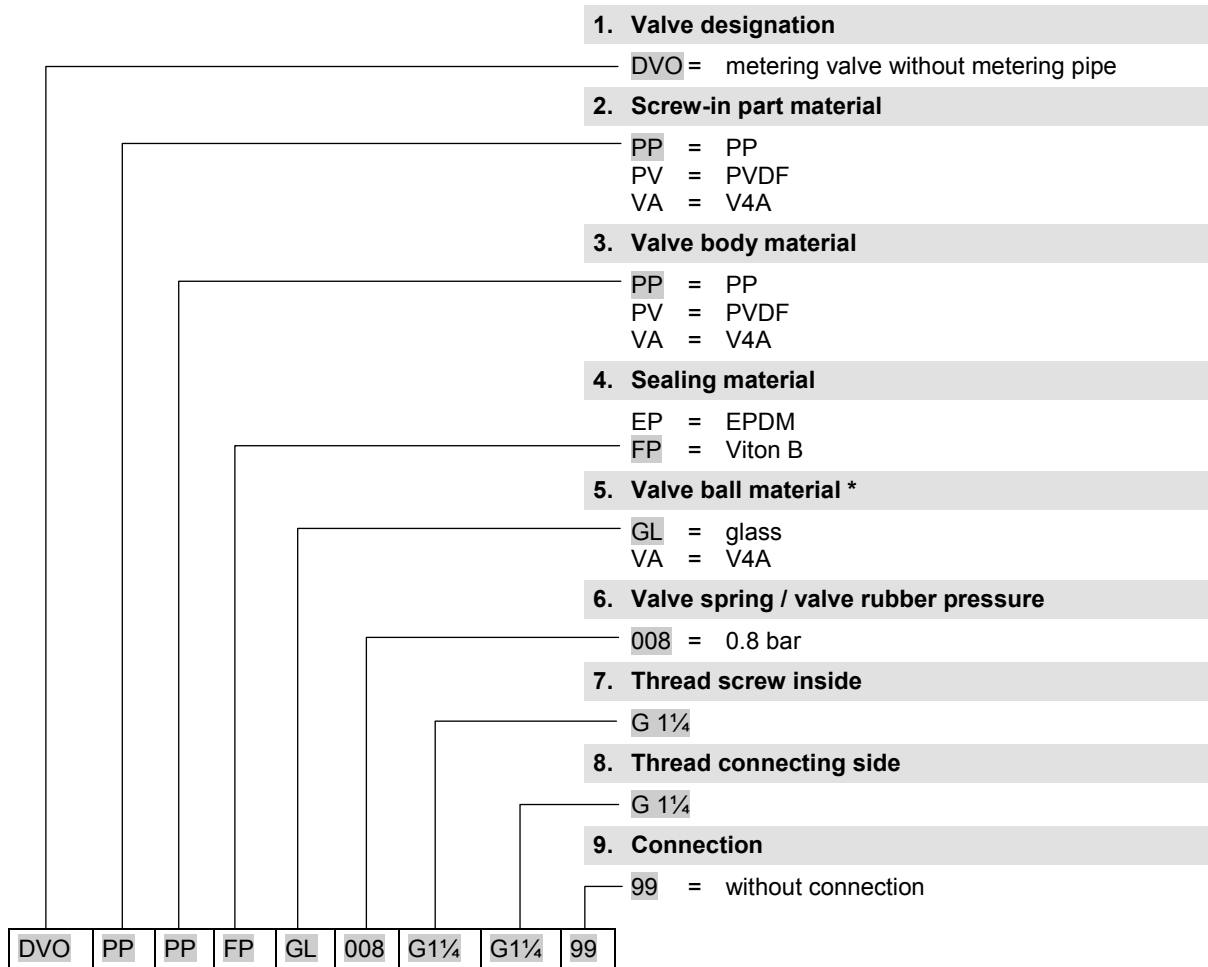 1. Valve designation
DVO = metering valve without metering pipe
2. Screw-in part material
PP = PP
PV = PVDF
VA = V4A
3. Valve body material
PP = PP
PV = PVDF
VA = V4A
4. Sealing material
EP = EPDM
FP = Viton B
5. Valve ball material *
GL = glass
VA = V4A
6. Valve spring / valve rubber pressure
008 = 0.8 bar
7. Thread screw inside
G 1¼
8. Thread connecting side
G 1¼
9. Connection
99 = without connection
DVO PP PP FP GL 008 G1¼ G1¼ 99